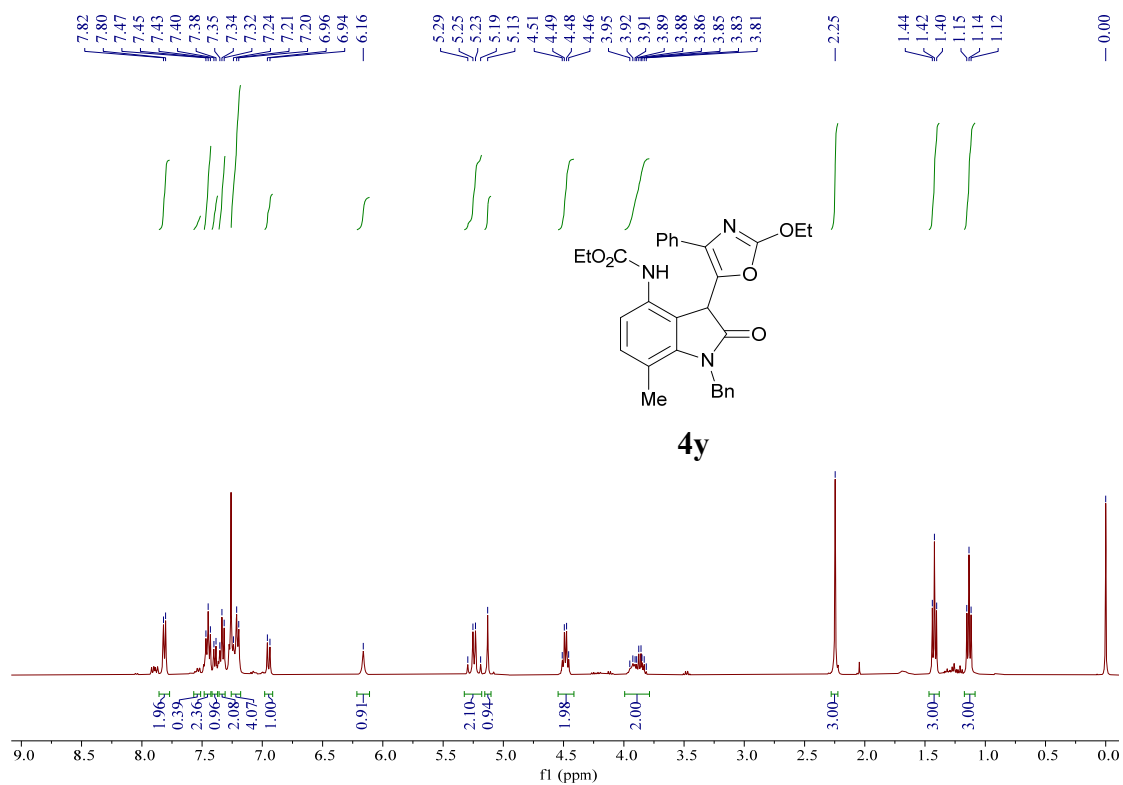 7.82 7.80 7.47 7.45 7.43 7.40 7.38 7.35 7.34 7.32 7.24 7.21 7.20 6.96 6.94 6.16 5.29 5.25 5.23 5.19 5.13 4.51 4.49 4.48 4.46 3.95 3.92 3.91 3.89 3.88 3.86 3.85 3.83 3.81 2.25 1.44 1.42 1.40 1.15 1.14 1.12 0.00
N
Ph
OEt
EtO2C
NH
O
O
N
Me
Bn
4y
1.96 0.39 2.36 0.96 2.08 4.07 1.00 0.91 2.10 0.94 1.98 2.00 3.00 3.00 3.00
9.0 8.5 8.0 7.5 7.0 6.5 6.0 5.5 5.0 4.5 4.0 3.5 3.0 2.5 2.0 1.5 1.0 0.5 0.0
f1 (ppm)